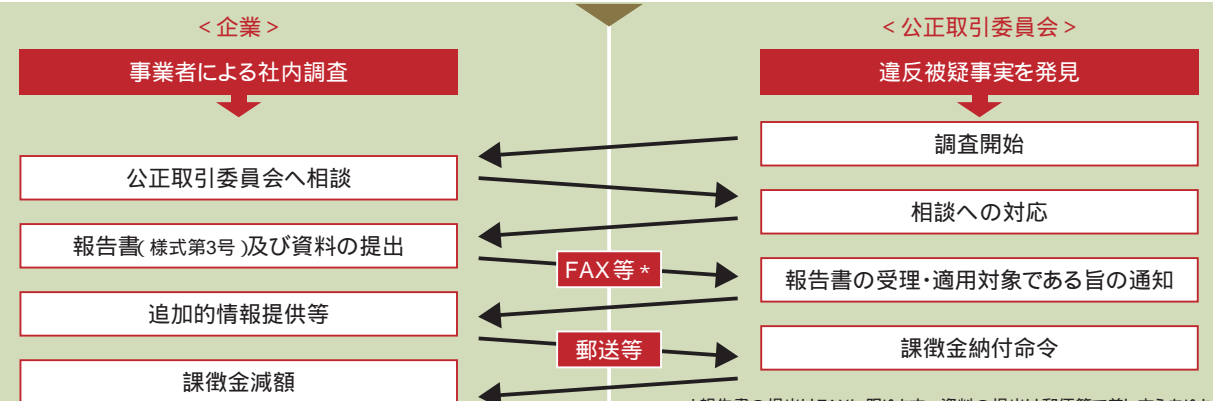 <企業>
事業者による社内調査
公正取引委員会へ相談
報告書(様式第3号)及び資料の提出
追加的情報提供等
課徴金減額
FAX等*
郵送等
<公正取引委員会>
違反被疑事実を発見
調査開始
相談への対応
報告書の受理・適用対象である旨の通知
課徴金納付命令